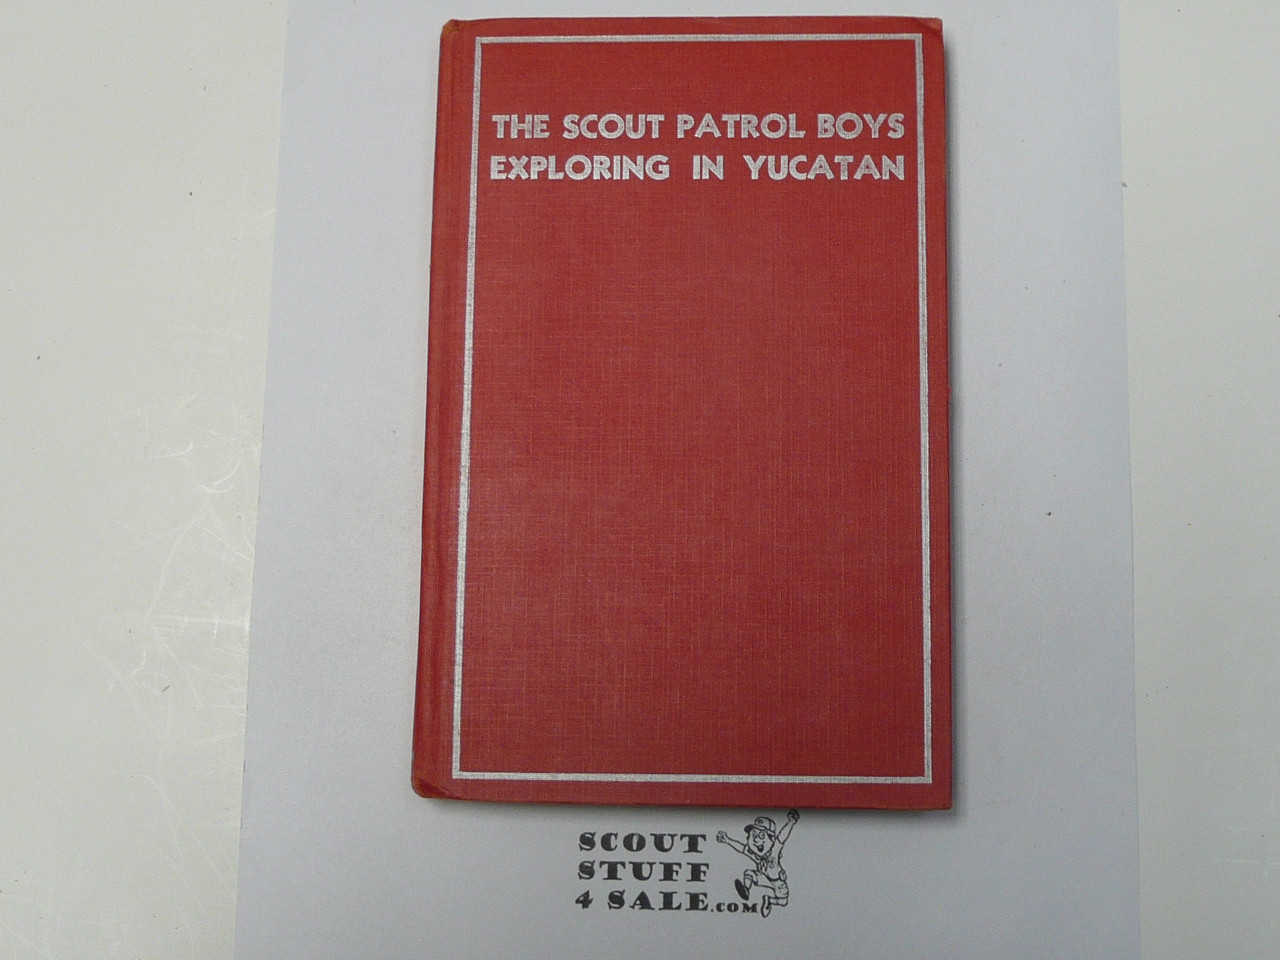 THE SCOUT PATROL BOYS
EXPLORING IN YUCATAN
SCOUT
STUFF
4 SALE.COM